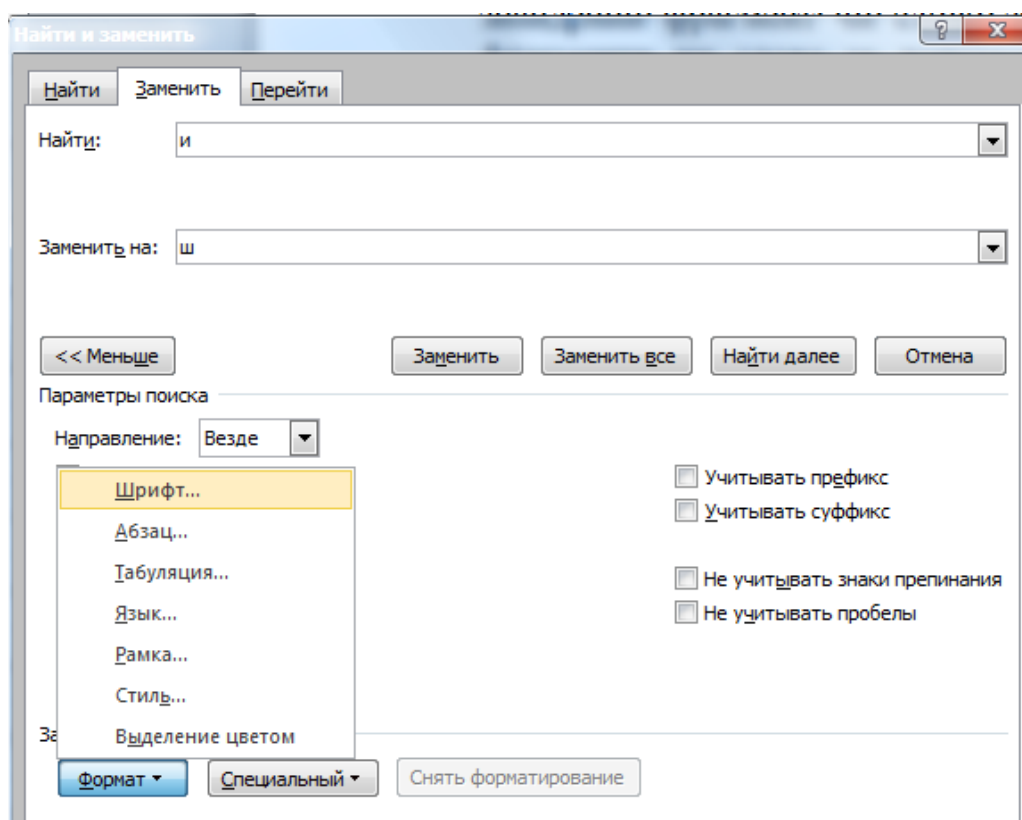 Найти и заменить
Найти Заменить Перейти
Найти: и
Заменить на: ш
<< Меньше Заменить Заменить все Найти далее Отмена
Параметры поиска
Направление: Везде
Шрифт...
Абзац...
Табуляция...
Язык...
Рамка...
Стиль...
Выделение цветом
Учитывать префикс
Учитывать суффикс
Не учитывать знаки препинания
Не учитывать пробелы
За
Формат Специальный Снять форматирование